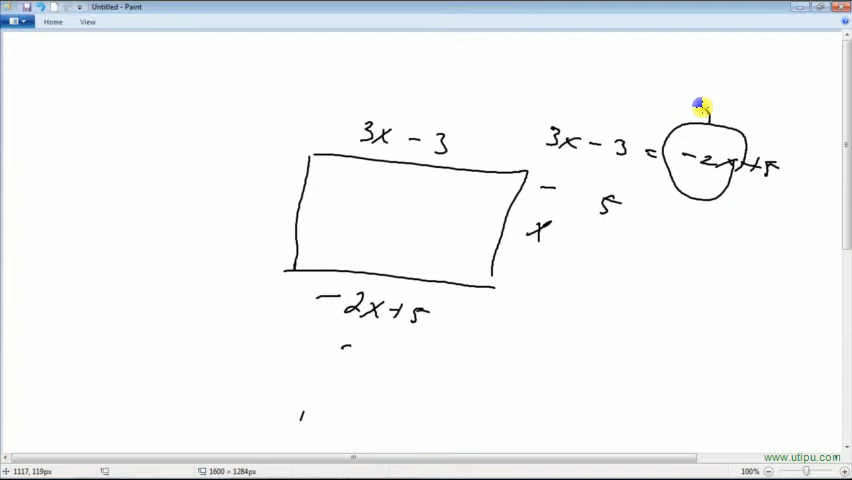 Untitled - Paint
Home View
3x - 3
3x - 3 = -2x + 5
-
5
x
-2x + 5
www.utipu.com
1117, 119px
1600 × 1284px
100%